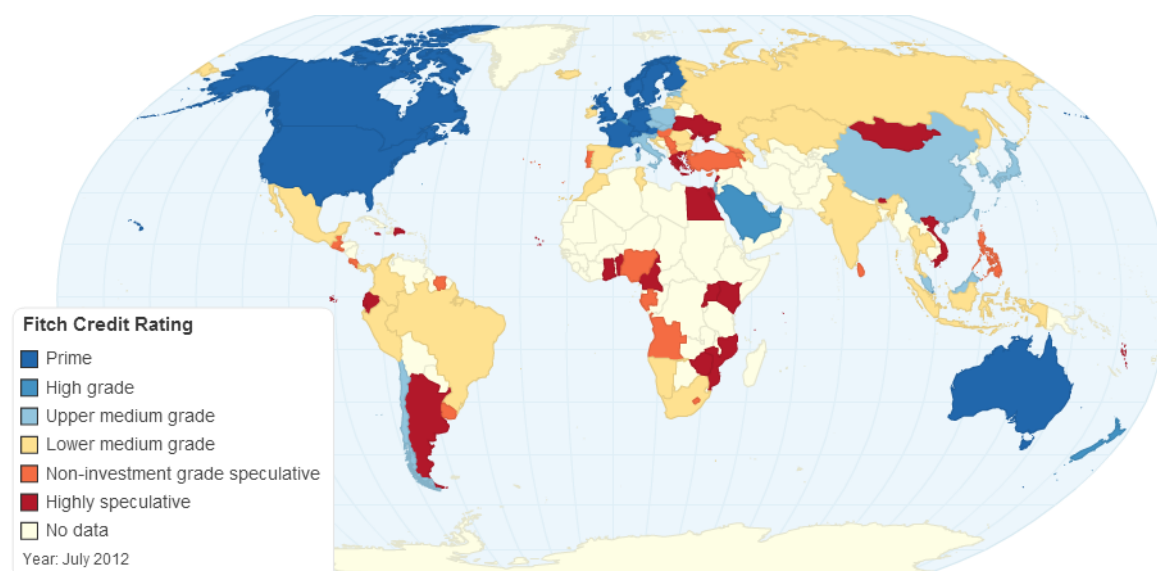 Fitch Credit Rating
Prime
High grade
Upper medium grade
Lower medium grade
Non-investment grade speculative
Highly speculative
No data
Year: July 2012